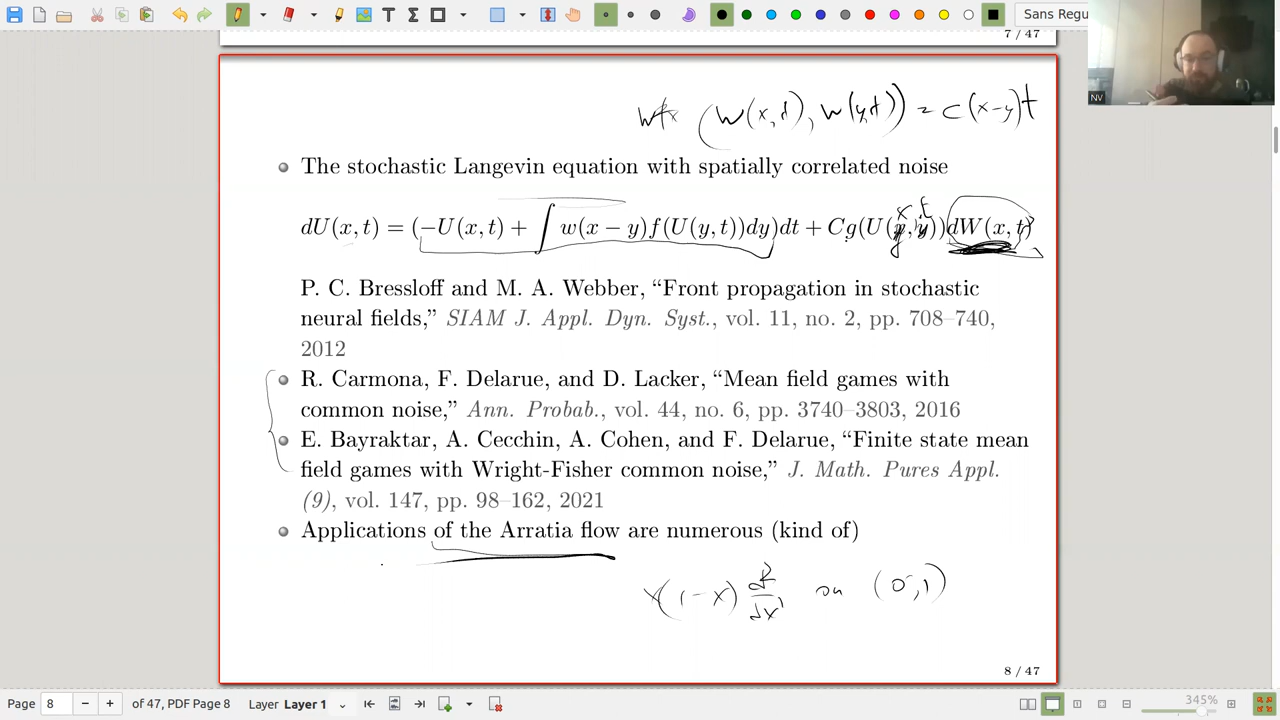 Sans Regu
7 / 47
NV
(W(x,t), W(y,t)) = c(x-y)t
The stochastic Langevin equation with spatially correlated noise
dU(x, t) = (−U(x, t) + ∫ w(x − y)f(U(y, t))dy)dt + Cg(U(x, t))dW(x, t)
P. C. Bressloff and M. A. Webber, “Front propagation in stochastic
neural fields,” SIAM J. Appl. Dyn. Syst., vol. 11, no. 2, pp. 708–740,
2012
R. Carmona, F. Delarue, and D. Lacker, “Mean field games with
common noise,” Ann. Probab., vol. 44, no. 6, pp. 3740–3803, 2016
E. Bayraktar, A. Cecchin, A. Cohen, and F. Delarue, “Finite state mean
field games with Wright-Fisher common noise,” J. Math. Pures Appl.
(9), vol. 147, pp. 98–162, 2021
Applications of the Arratia flow are numerous (kind of)
x(1-x) on (0,1)
8 / 47
Page 8 of 47, PDF Page 8 Layer Layer 1 345%